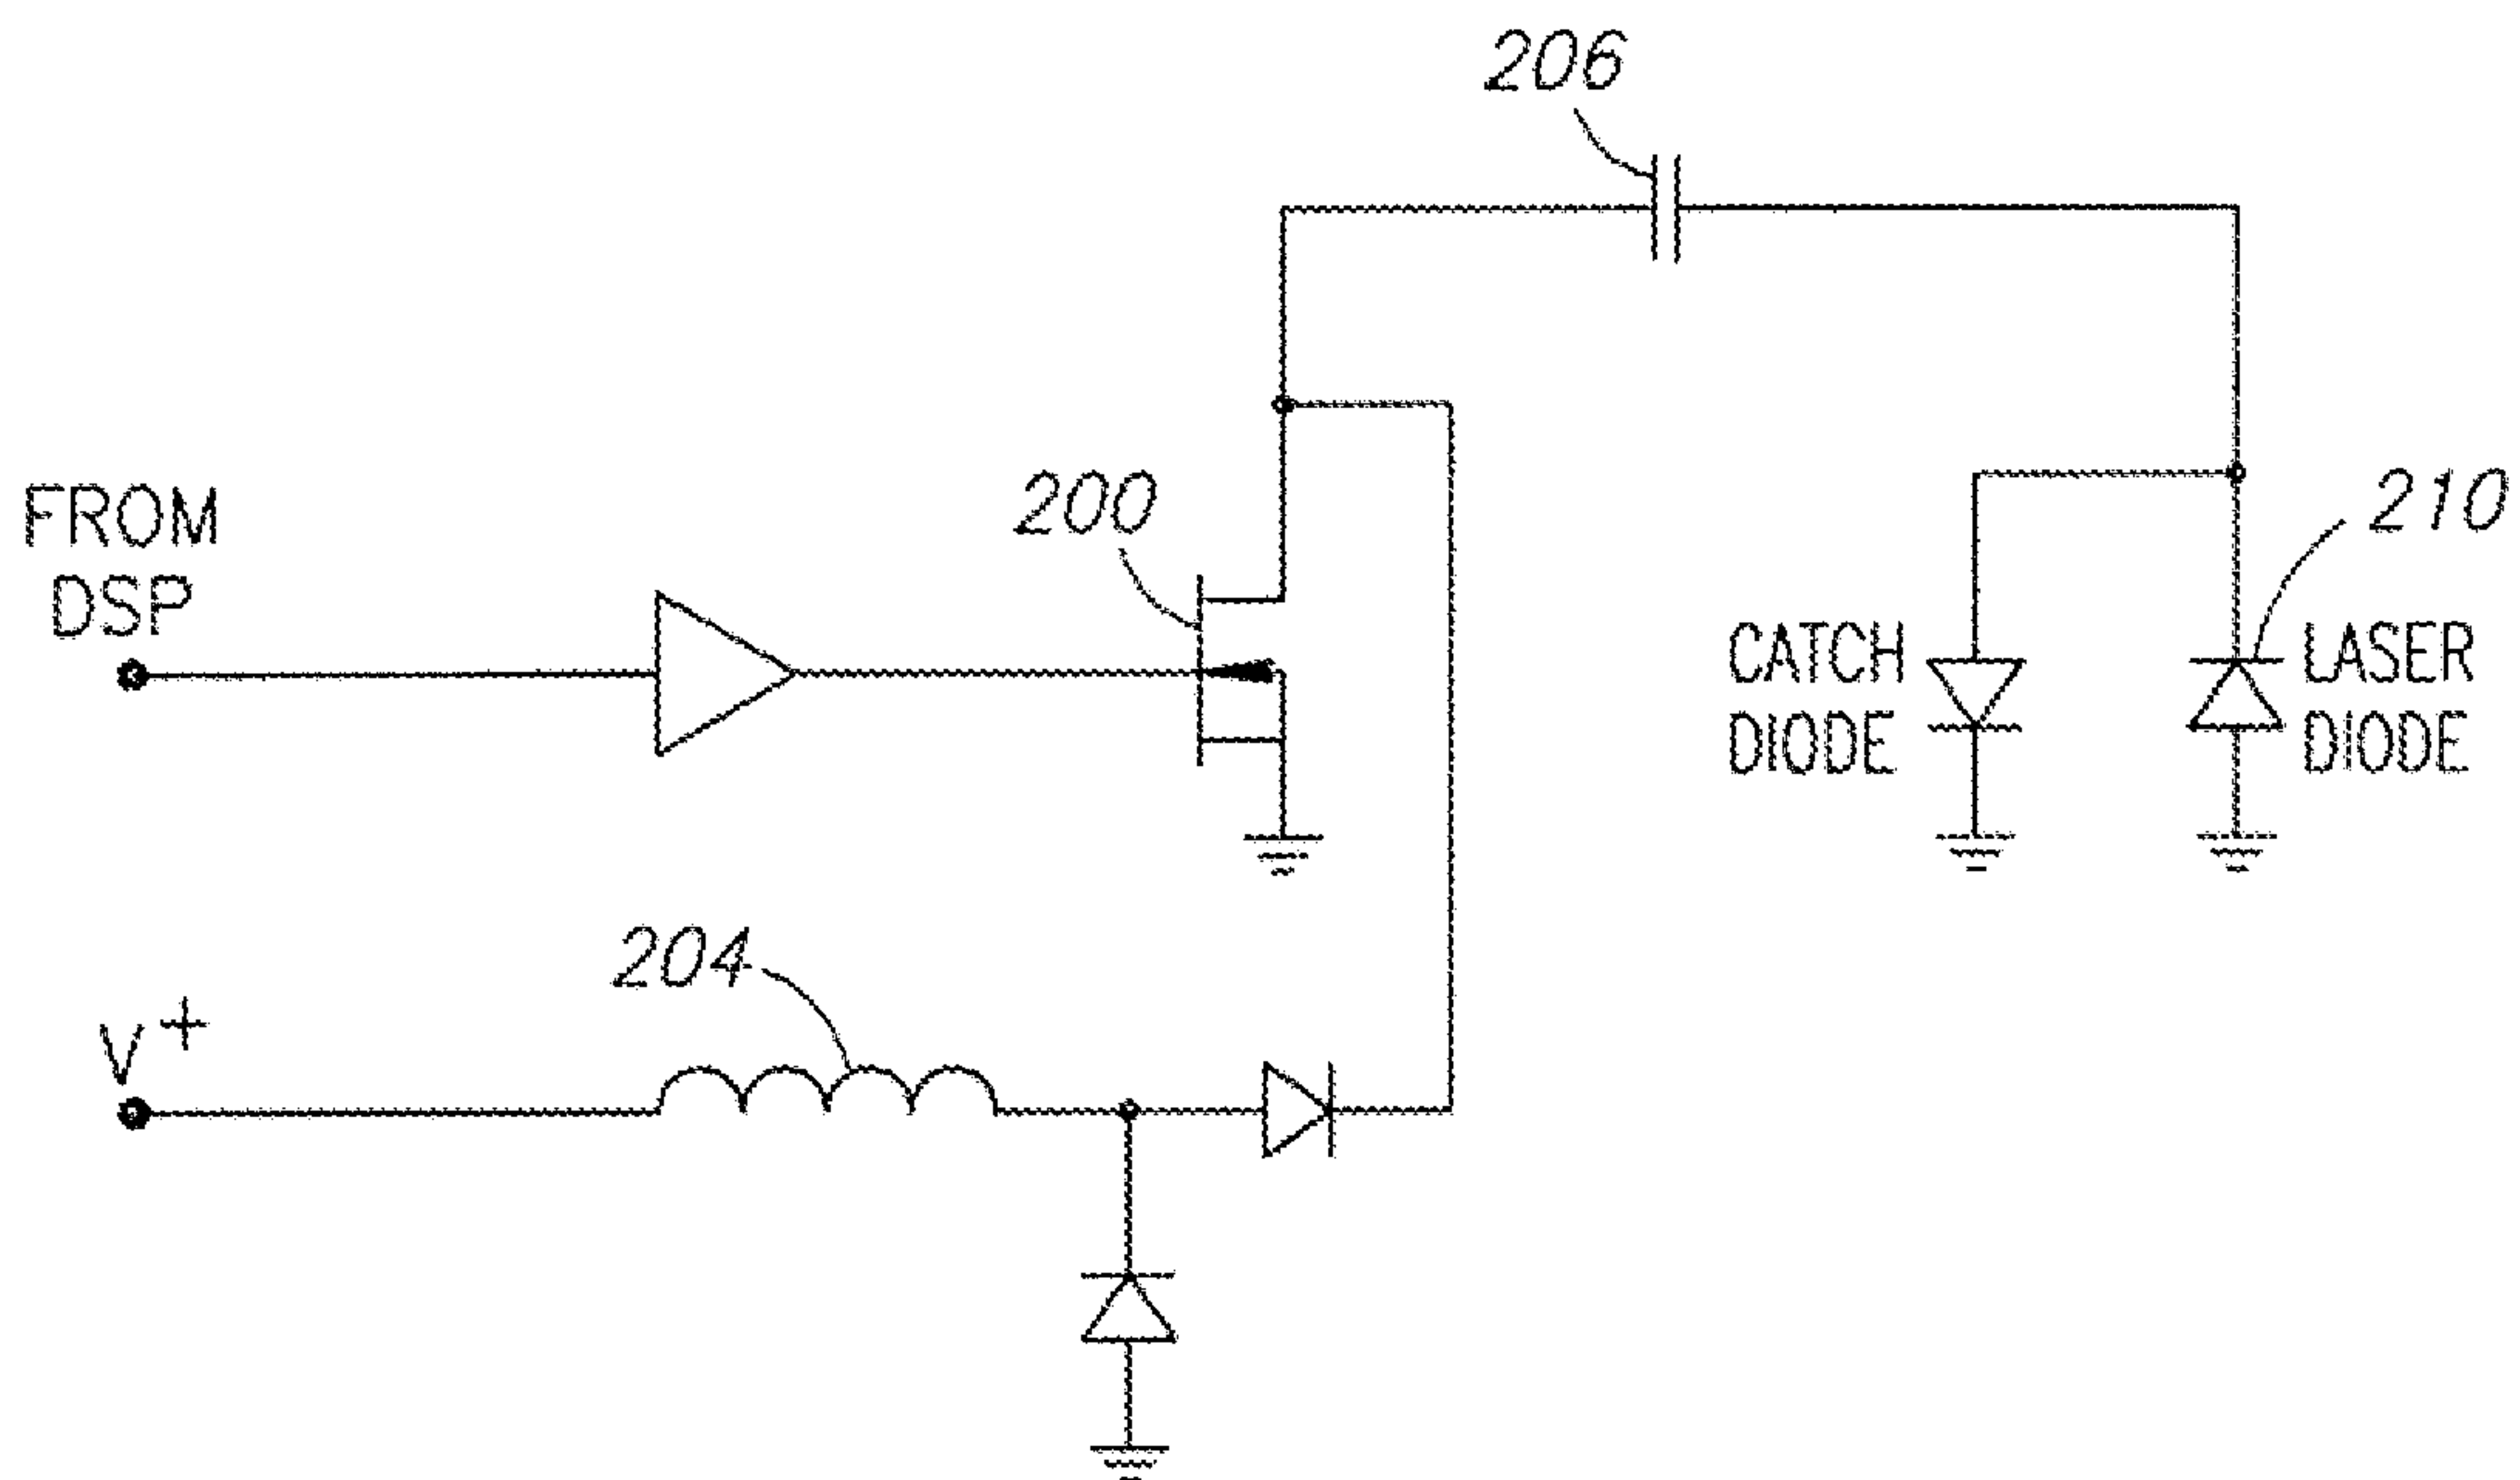 206
200
210
FROM
DSP
CATCH
DIODE
LASER
DIODE
204
V+